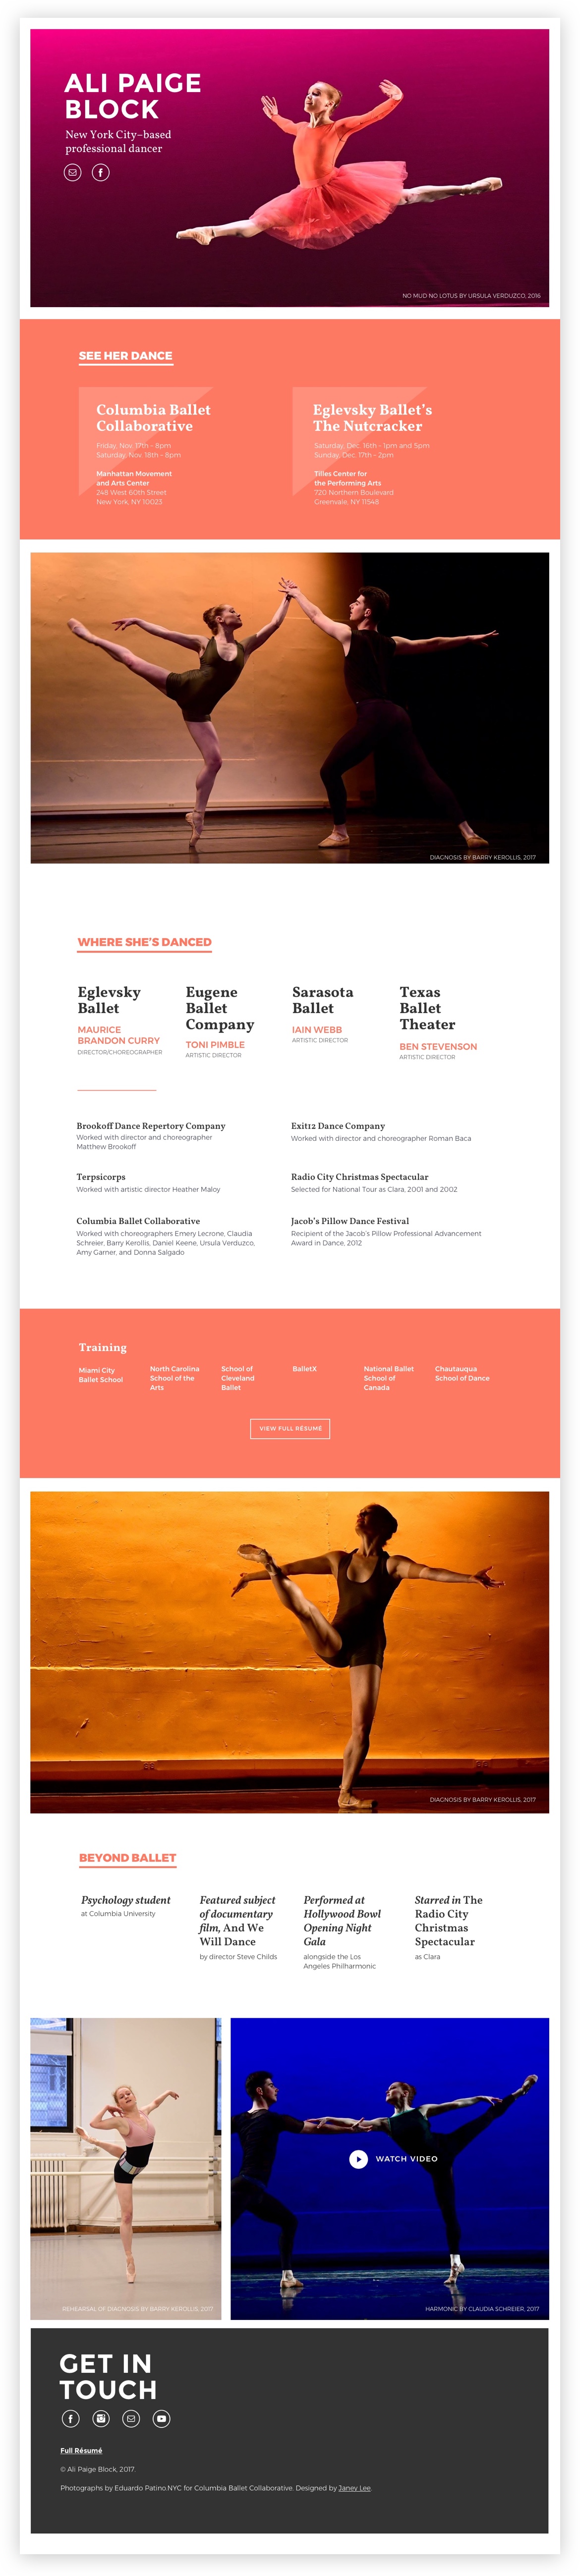 ALI PAIGE
BLOCK
New York City–based
professional dancer
NO MUD NO LOTUS BY URSULA VERDUZCO, 2016
SEE HER DANCE
Columbia Ballet
Collaborative
Friday, Nov. 17th – 8pm
Saturday, Nov. 18th – 8pm
Manhattan Movement
and Arts Center
248 West 60th Street
New York, NY 10023
Eglevsky Ballet’s
The Nutcracker
Saturday, Dec. 16th – 1pm and 5pm
Sunday, Dec. 17th – 2pm
Tilles Center for
the Performing Arts
720 Northern Boulevard
Greenvale, NY 11548
DIAGNOSIS BY BARRY KEROLLIS, 2017
WHERE SHE’S DANCED
Eglevsky
Ballet
MAURICE
BRANDON CURRY
DIRECTOR/CHOREOGRAPHER
Eugene
Ballet
Company
TONI PIMBLE
ARTISTIC DIRECTOR
Sarasota
Ballet
IAIN WEBB
ARTISTIC DIRECTOR
Texas
Ballet
Theater
BEN STEVENSON
ARTISTIC DIRECTOR
Brookoff Dance Repertory Company
Worked with director and choreographer
Matthew Brookoff
Exit12 Dance Company
Worked with director and choreographer Roman Baca
Terpsicorps
Worked with artistic director Heather Maloy
Radio City Christmas Spectacular
Selected for National Tour as Clara, 2001 and 2002
Columbia Ballet Collaborative
Worked with choreographers Emery Lecrone, Claudia
Schreier, Barry Kerollis, Daniel Keene, Ursula Verduzco,
Amy Garner, and Donna Salgado
Jacob’s Pillow Dance Festival
Recipient of the Jacob’s Pillow Professional Advancement
Award in Dance, 2012
Training
Miami City
Ballet School
North Carolina
School of the
Arts
School of
Cleveland
Ballet
BalletX
National Ballet
School of
Canada
Chautauqua
School of Dance
VIEW FULL RÉSUMÉ
DIAGNOSIS BY BARRY KEROLLIS, 2017
BEYOND BALLET
Psychology student
at Columbia University
Featured subject
of documentary
film, And We
Will Dance
by director Steve Childs
Performed at
Hollywood Bowl
Opening Night
Gala
alongside the Los
Angeles Philharmonic
Starred in The
Radio City
Christmas
Spectacular
as Clara
REHEARSAL OF DIAGNOSIS BY BARRY KEROLLIS, 2017
WATCH VIDEO
HARMONIC BY CLAUDIA SCHREIER, 2017
GET IN
TOUCH
Full Résumé
© Ali Paige Block, 2017.
Photographs by Eduardo Patino.NYC for Columbia Ballet Collaborative. Designed by Janey Lee.